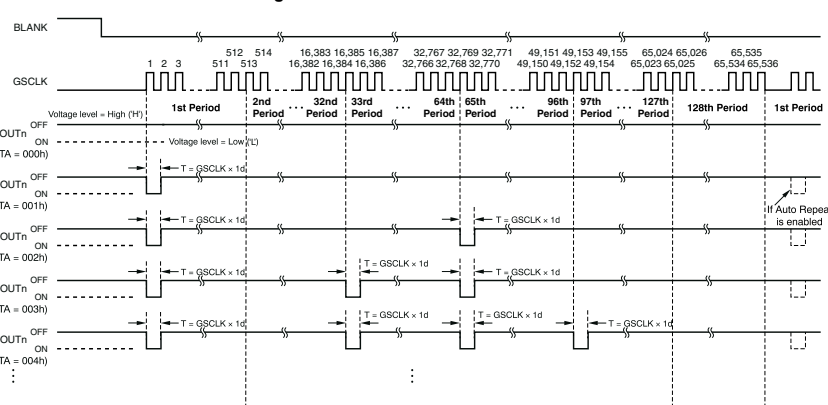 BLANK
512 514 16,383 16,385 16,387 32,767 32,769 32,771 49,151 49,153 49,155 65,024 65,026 65,535
1 2 3 511 513 16,382 16,384 16,386 32,766 32,768 32,770 49,150 49,152 49,154 65,023 65,025 65,534 65,536
GSCLK
Voltage level = High ('H') 1st Period 2nd Period ... 32nd Period 33rd Period ... 64th Period 65th Period ... 96th Period 97th Period ... 127th Period 128th Period 1st Period
OFF
OUTn
ON Voltage level = Low ('L')
TA = 000h)
T = GSCLK × 1d
OFF
OUTn
ON
TA = 001h)
If Auto Repea
is enabled
T = GSCLK × 1d T = GSCLK × 1d
OFF
OUTn
ON
TA = 002h)
T = GSCLK × 1d T = GSCLK × 1d T = GSCLK × 1d
OFF
OUTn
ON
TA = 003h)
T = GSCLK × 1d T = GSCLK × 1d T = GSCLK × 1d T = GSCLK × 1d
OFF
OUTn
ON
TA = 004h)